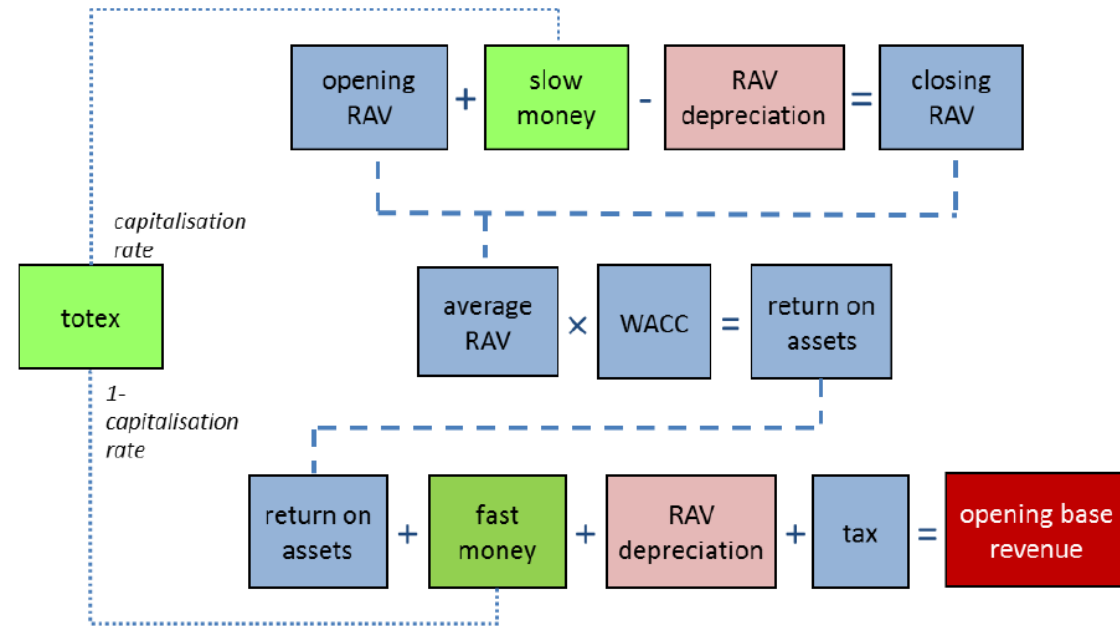 opening
RAV
+
slow
money
-
RAV
depreciation
=
closing
RAV
capitalisation
rate
totex
1-
capitalisation
rate
average
RAV
×
WACC
=
return on
assets
return on
assets
+
fast
money
+
RAV
depreciation
+
tax
=
opening base
revenue